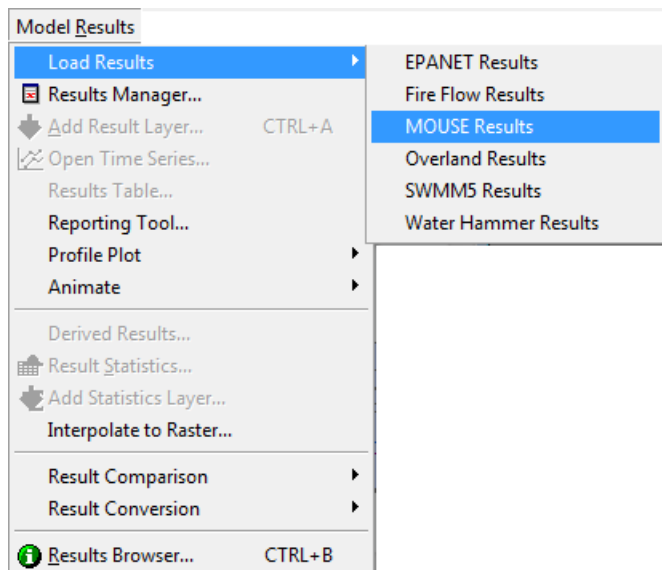 Model Results
Load Results
Results Manager...
Add Result Layer... CTRL+A
Open Time Series...
Results Table...
Reporting Tool...
Profile Plot
Animate
Derived Results...
Result Statistics...
Add Statistics Layer...
Interpolate to Raster...
Result Comparison
Result Conversion
Results Browser... CTRL+B
EPANET Results
Fire Flow Results
MOUSE Results
Overland Results
SWMM5 Results
Water Hammer Results